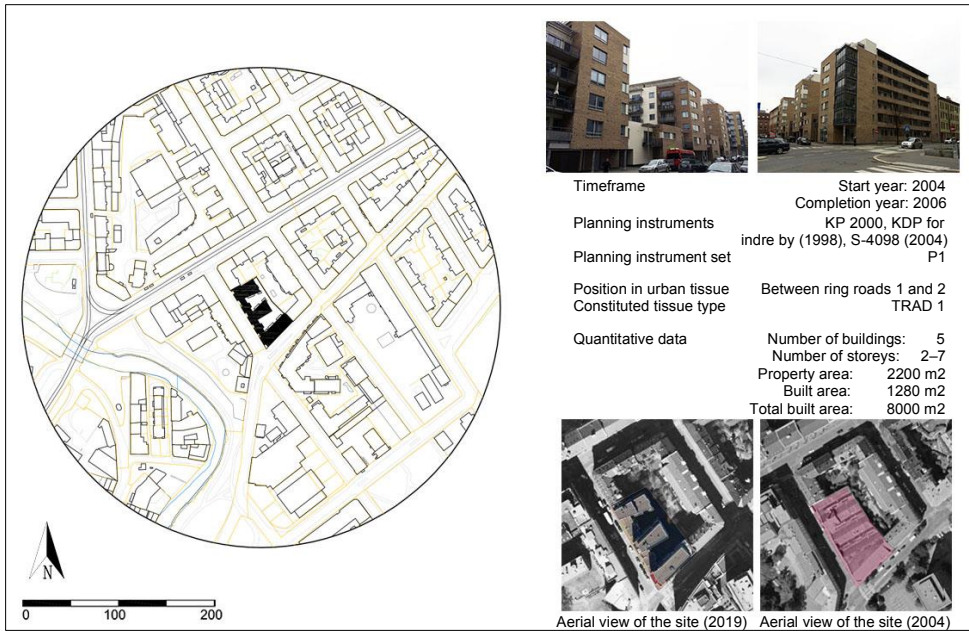 Timeframe Start year: 2004
Completion year: 2006
Planning instruments KP 2000, KDP for
indre by (1998), S-4098 (2004)
Planning instrument set P1
Position in urban tissue Between ring roads 1 and 2
Constituted tissue type TRAD 1
Quantitative data Number of buildings: 5
Number of storeys: 2–7
Property area: 2200 m2
Built area: 1280 m2
Total built area: 8000 m2
N
0 100 200
Aerial view of the site (2019) Aerial view of the site (2004)